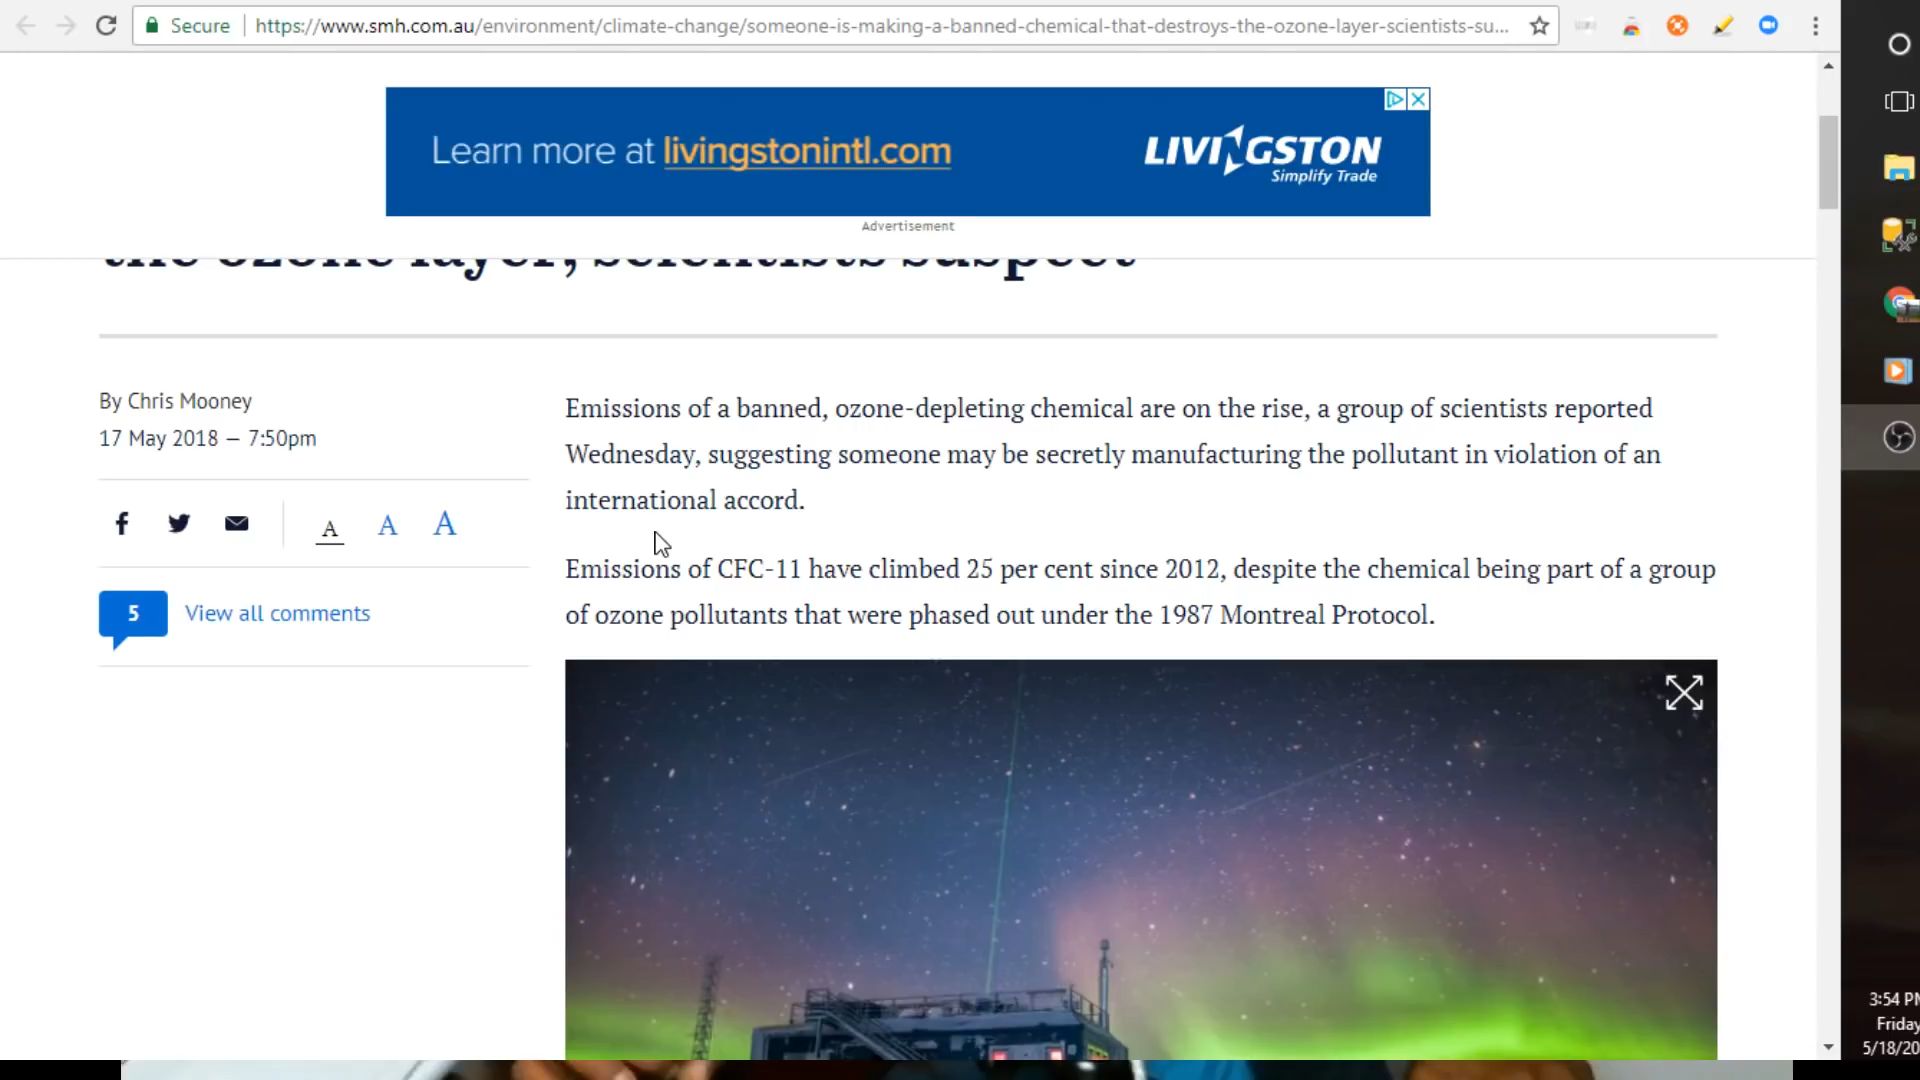 Secure https://www.smh.com.au/environment/climate-change/someone-is-making-a-banned-chemical-that-destroys-the-ozone-layer-scientists-su...
Learn more at livingstonintl.com
LIVINGSTON
Simplify Trade
Advertisement
the ozone layer, scientists suspect
By Chris Mooney
17 May 2018 – 7:50pm
A A A
5 View all comments
Emissions of a banned, ozone-depleting chemical are on the rise, a group of scientists reported
Wednesday, suggesting someone may be secretly manufacturing the pollutant in violation of an
international accord.
Emissions of CFC-11 have climbed 25 per cent since 2012, despite the chemical being part of a group
of ozone pollutants that were phased out under the 1987 Montreal Protocol.
3:54 P
Friday
5/18/20